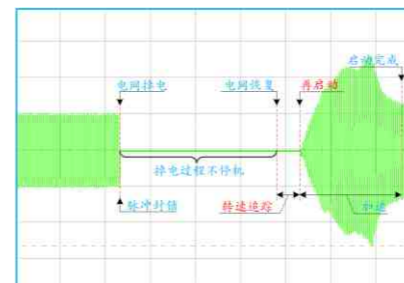 启动完成
电网掉电
电网恢复
再启动
掉电过程不停机
脉冲封锁
转速追踪
加速